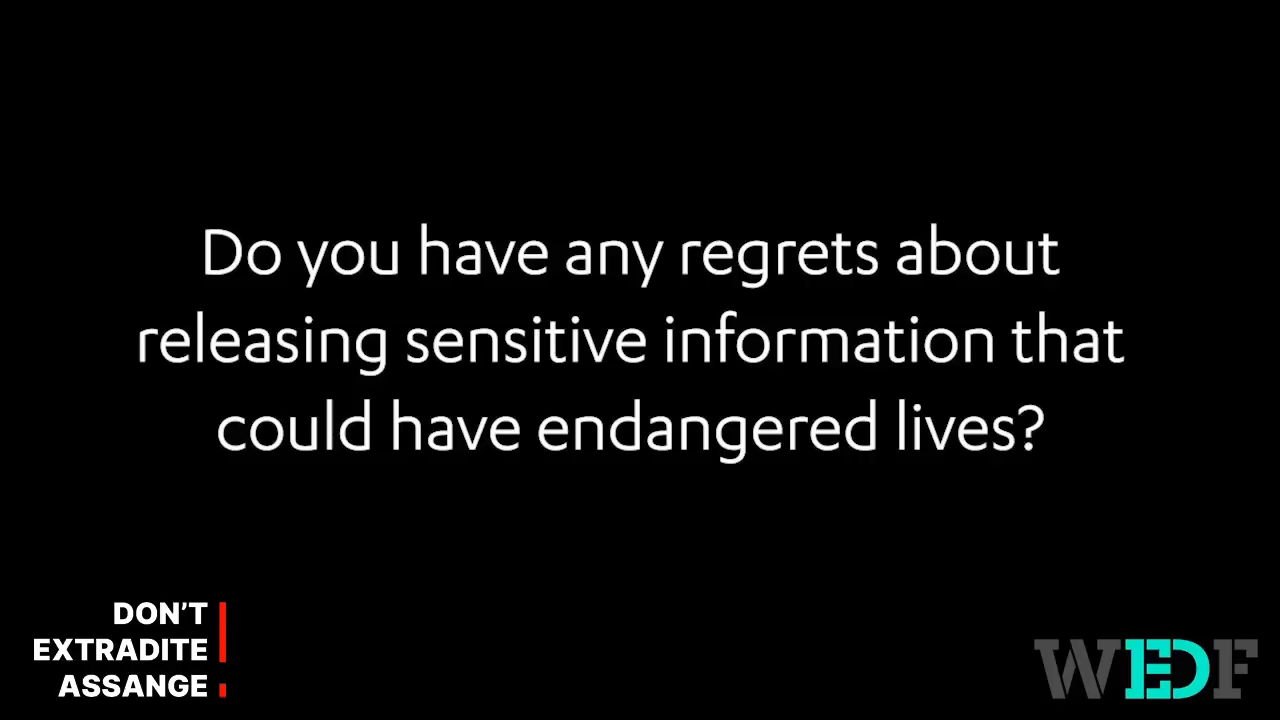 Do you have any regrets about
releasing sensitive information that
could have endangered lives?
DON'T
EXTRADITE
ASSANGE
WEDF